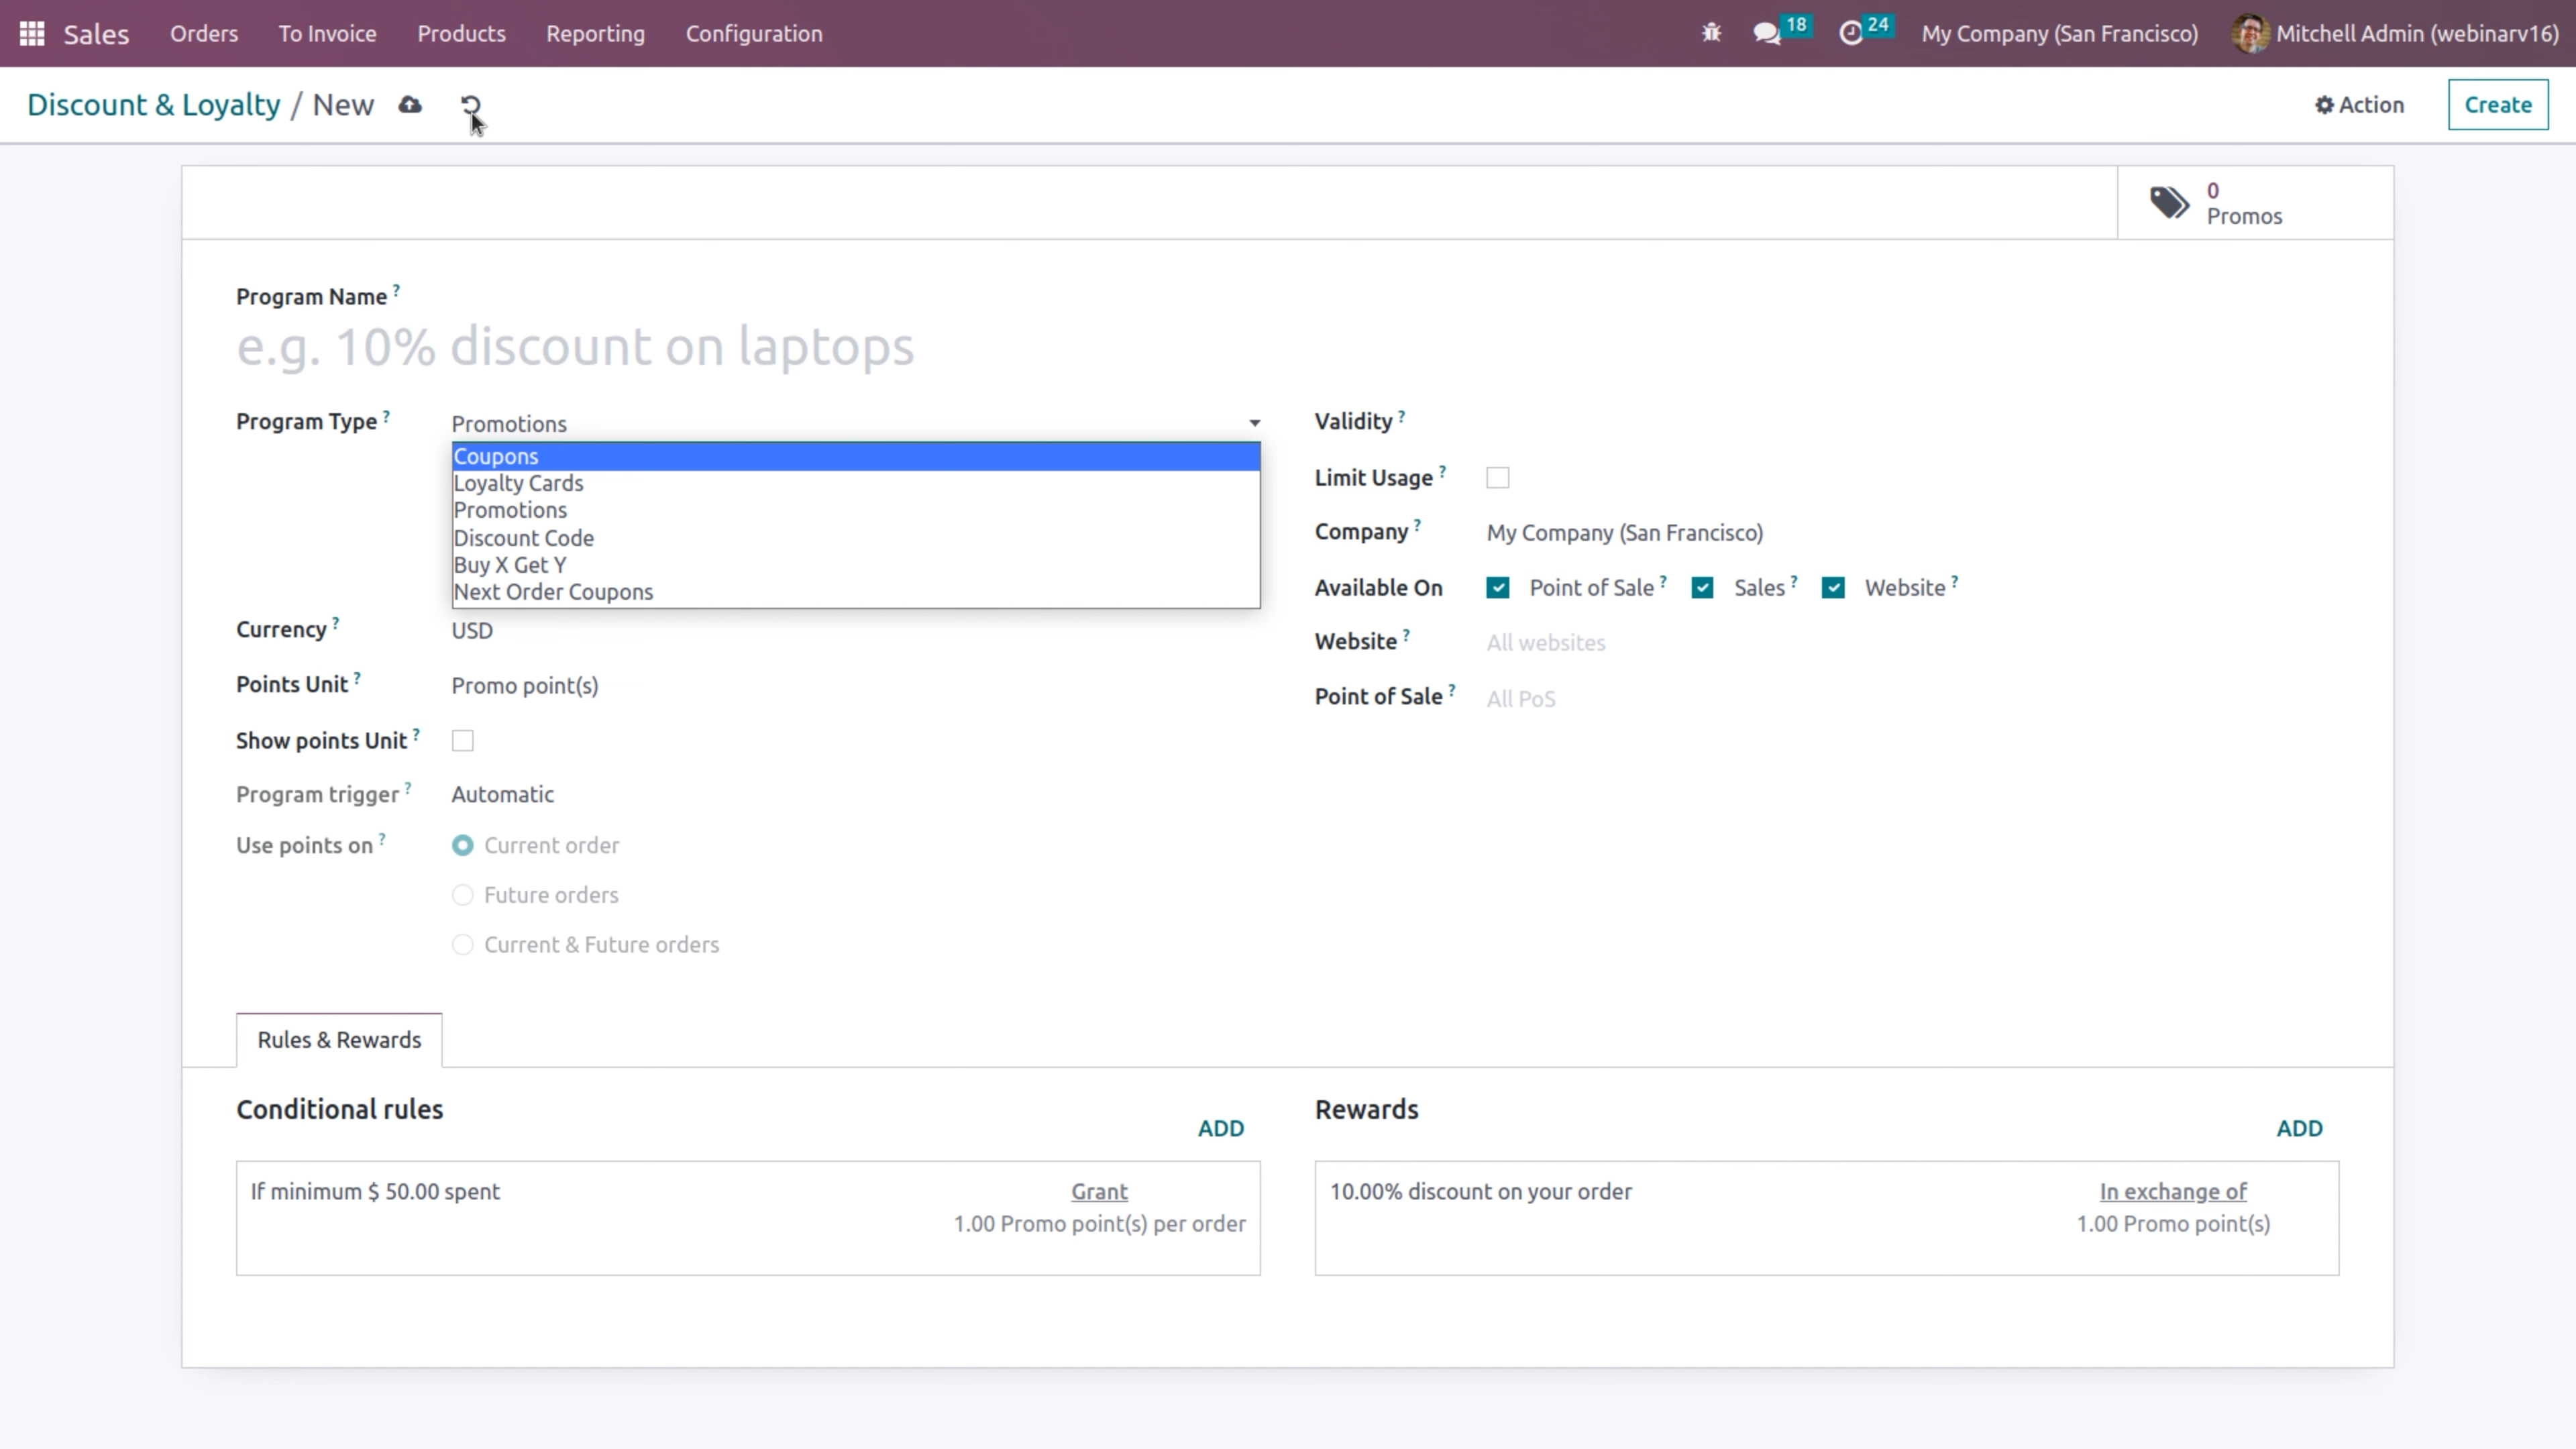 Sales Orders To Invoice Products Reporting Configuration 18 24 My Company (San Francisco) Mitchell Admin (webinarv16)
Discount & Loyalty / New Action Create
0
Promos
Program Name ?
e.g. 10% discount on laptops
Program Type ? Promotions
Coupons
Loyalty Cards
Promotions
Discount Code
Buy X Get Y
Next Order Coupons
Currency ? USD
Points Unit ? Promo point(s)
Show points Unit ?
Program trigger ? Automatic
Use points on ? Current order
Future orders
Current & Future orders
Validity ?
Limit Usage ?
Company ? My Company (San Francisco)
Available On Point of Sale ? Sales ? Website ?
Website ? All websites
Point of Sale ? All PoS
Rules & Rewards
Conditional rules
ADD
If minimum $ 50.00 spent Grant
1.00 Promo point(s) per order
Rewards
ADD
10.00% discount on your order In exchange of
1.00 Promo point(s)